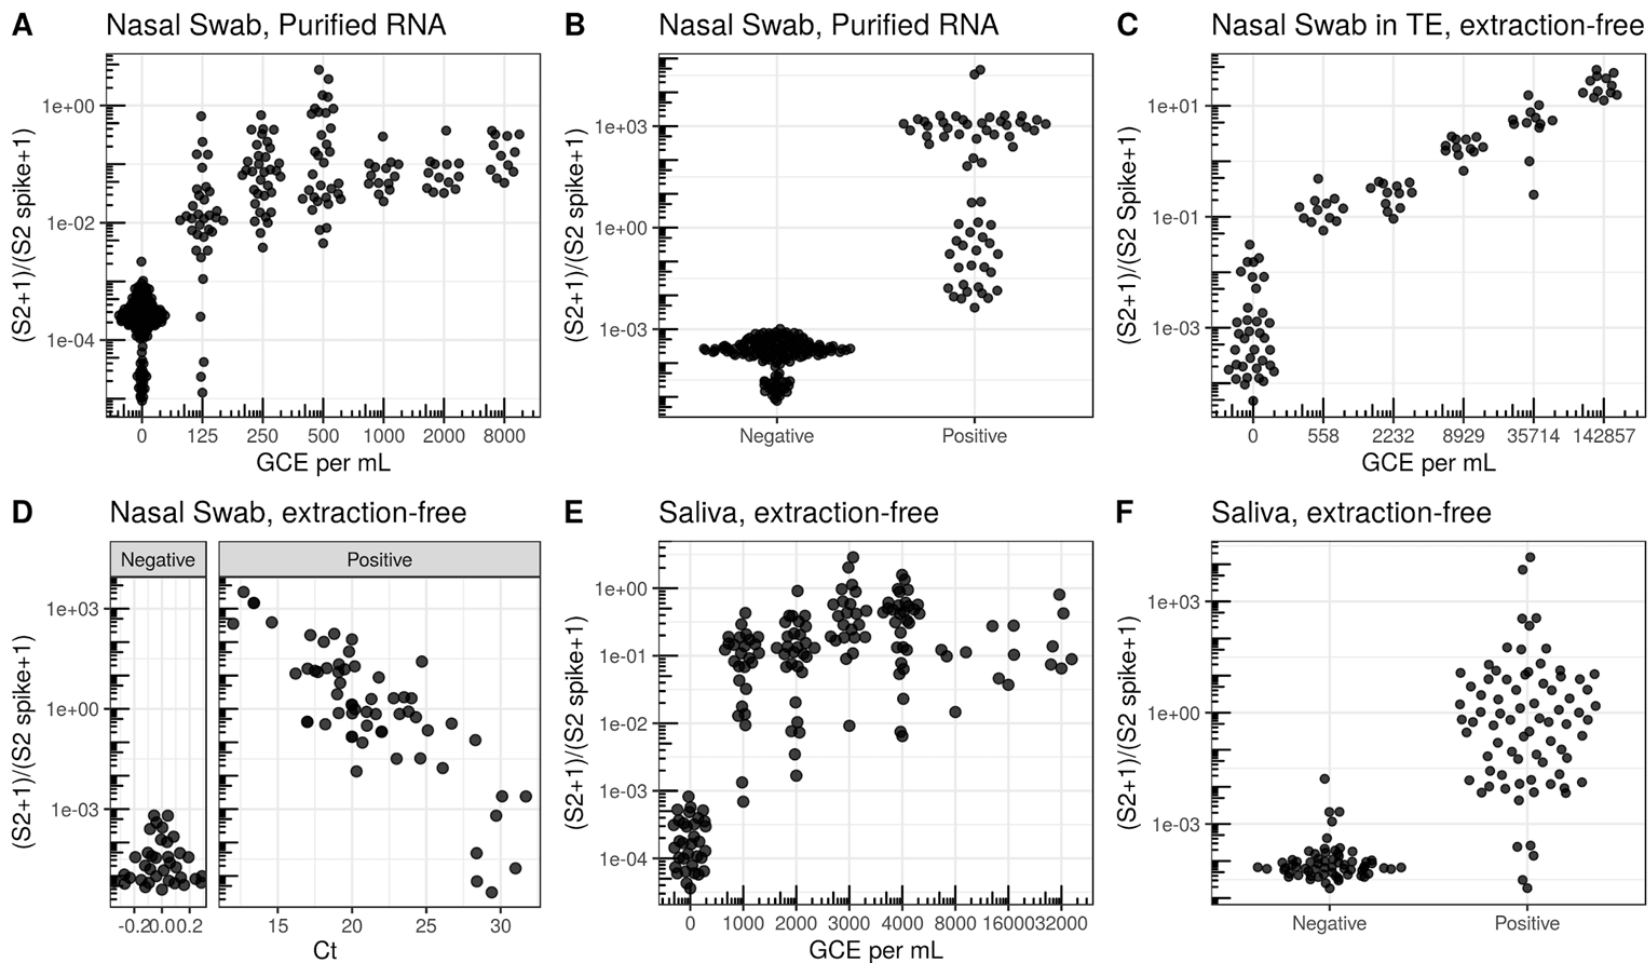 A Nasal Swab, Purified RNA
(S2+1)/(S2 spike+1)
1e+00
1e-02
1e-04
0 125 250 500 1000 2000 8000
GCE per mL
B Nasal Swab, Purified RNA
(S2+1)/(S2 spike+1)
1e+03
1e+00
1e-03
Negative Positive
C Nasal Swab in TE, extraction-free
(S2+1)/(S2 Spike+1)
1e+01
1e-01
1e-03
0 558 2232 8929 35714 142857
GCE per mL
D Nasal Swab, extraction-free
Negative Positive
(S2+1)/(S2 spike+1)
1e+03
1e+00
1e-03
-0.20.00.2 15 20 25 30
Ct
E Saliva, extraction-free
(S2+1)/(S2 spike+1)
1e+00
1e-01
1e-02
1e-03
1e-04
0 1000 2000 3000 4000 8000 1600032000
GCE per mL
F Saliva, extraction-free
(S2+1)/(S2 spike+1)
1e+03
1e+00
1e-03
Negative Positive